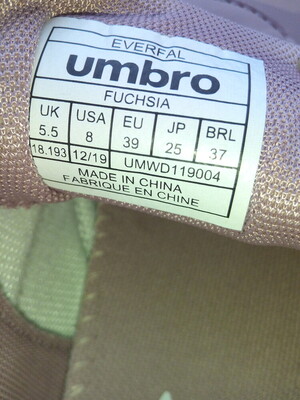 EVERFAL
umbro
FUCHSIA
UK USA EU JP BRL
5.5 8 39 25 37
18.193 12/19 UMWD119004
MADE IN CHINA
FABRIQUE EN CHINE